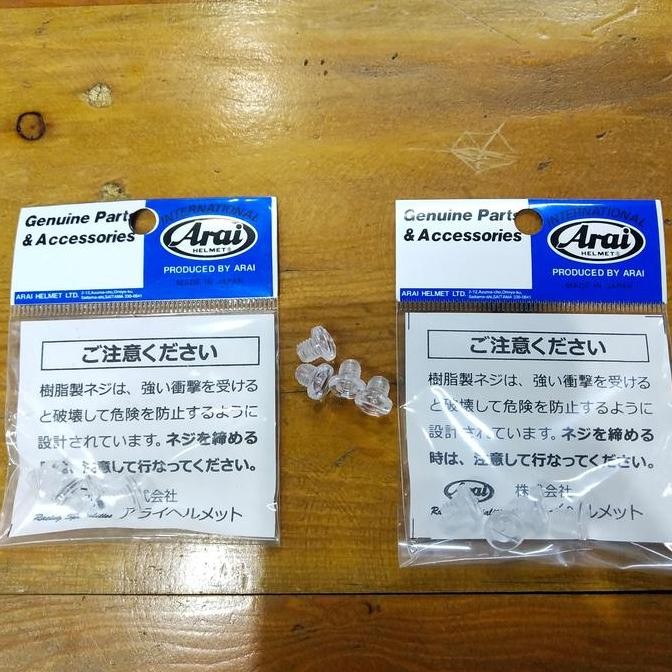 Genuine Parts
& Accessories
INTERNATIONAL
Arai
HELMET
PRODUCED BY ARAI
MADE IN JAPAN
ARAI HELMET LTD.
ご注意ください
樹脂製ネジは、強い衝撃を受ける
と破壊して危険を防止するように
設計されています。ネジを締める
は、注意して行なってください。
式会社
アライヘルメット
Genuine Parts
& Accessories
INTERNATIONAL
Arai
HELMET
PRODUCED BY ARAI
MADE IN JAPAN
ARAI HELMET LTD.
ご注意ください
樹脂製ネジは、強い衝撃を受ける
と破壊して危険を防止するように
設計されています。ネジを締める
時は、注意して行なってください。
Arai 株式会社
イヘルメット